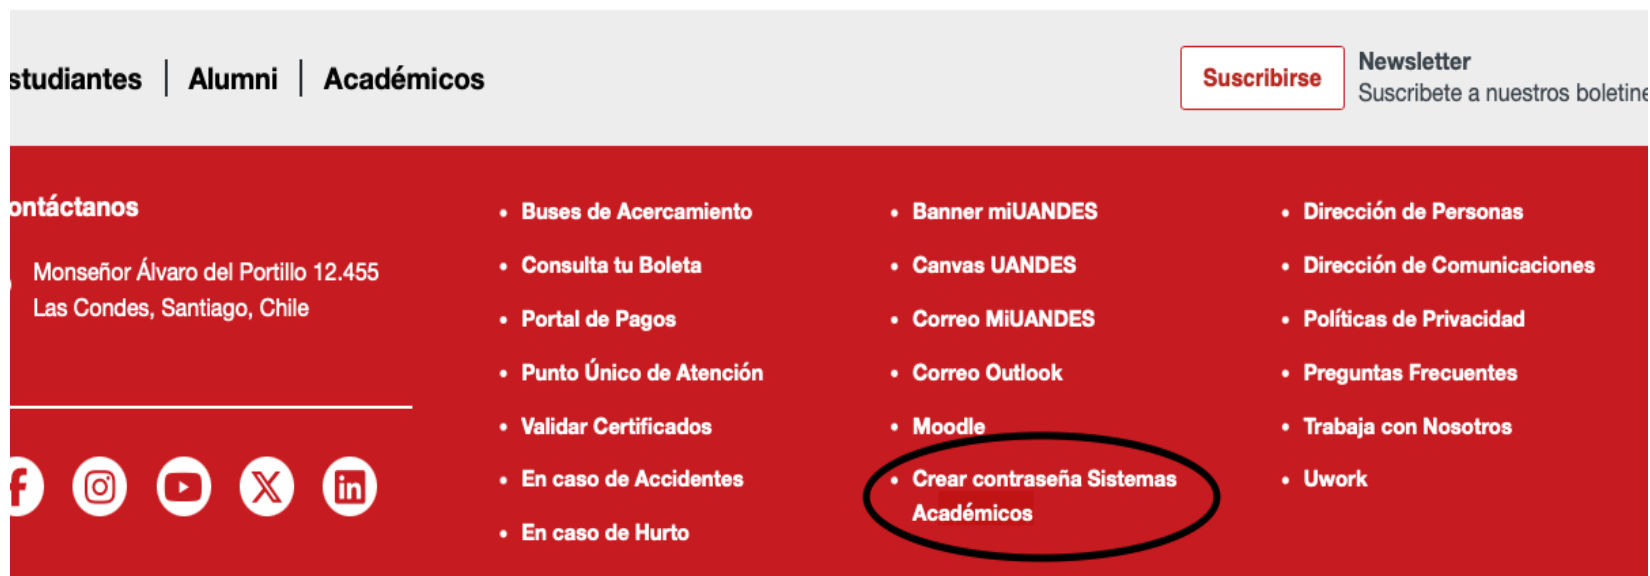 studiantes | Alumni | Académicos
Suscribirse
Newsletter
Suscribete a nuestros boletine
ontáctanos
Monseñor Álvaro del Portillo 12.455
Las Condes, Santiago, Chile
• Buses de Acercamiento
• Consulta tu Boleta
• Portal de Pagos
• Punto Único de Atención
• Validar Certificados
• En caso de Accidentes
• En caso de Hurto
• Banner miUANDES
• Canvas UANDES
• Correo MiUANDES
• Correo Outlook
• Moodle
• Crear contraseña Sistemas
Académicos
• Dirección de Personas
• Dirección de Comunicaciones
• Políticas de Privacidad
• Preguntas Frecuentes
• Trabaja con Nosotros
• Uwork